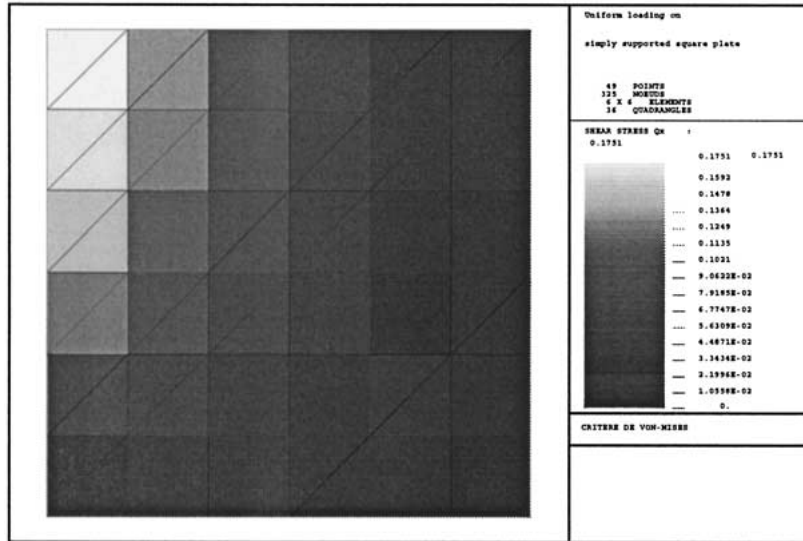 Uniform loading on
simply supported square plate
49 POINTS
325 NOEUDS
6 X 6 ELEMENTS
36 QUADRANGLES
SHEAR STRESS Qx :
0.1751
0.1751 0.1751
0.1592
0.1478
0.1364
0.1249
0.1135
0.1021
9.0622E-02
7.9185E-02
6.7747E-02
5.6309E-02
4.4871E-02
3.3434E-02
2.1996E-02
1.0558E-02
0.
CRITERE DE VON-MISES